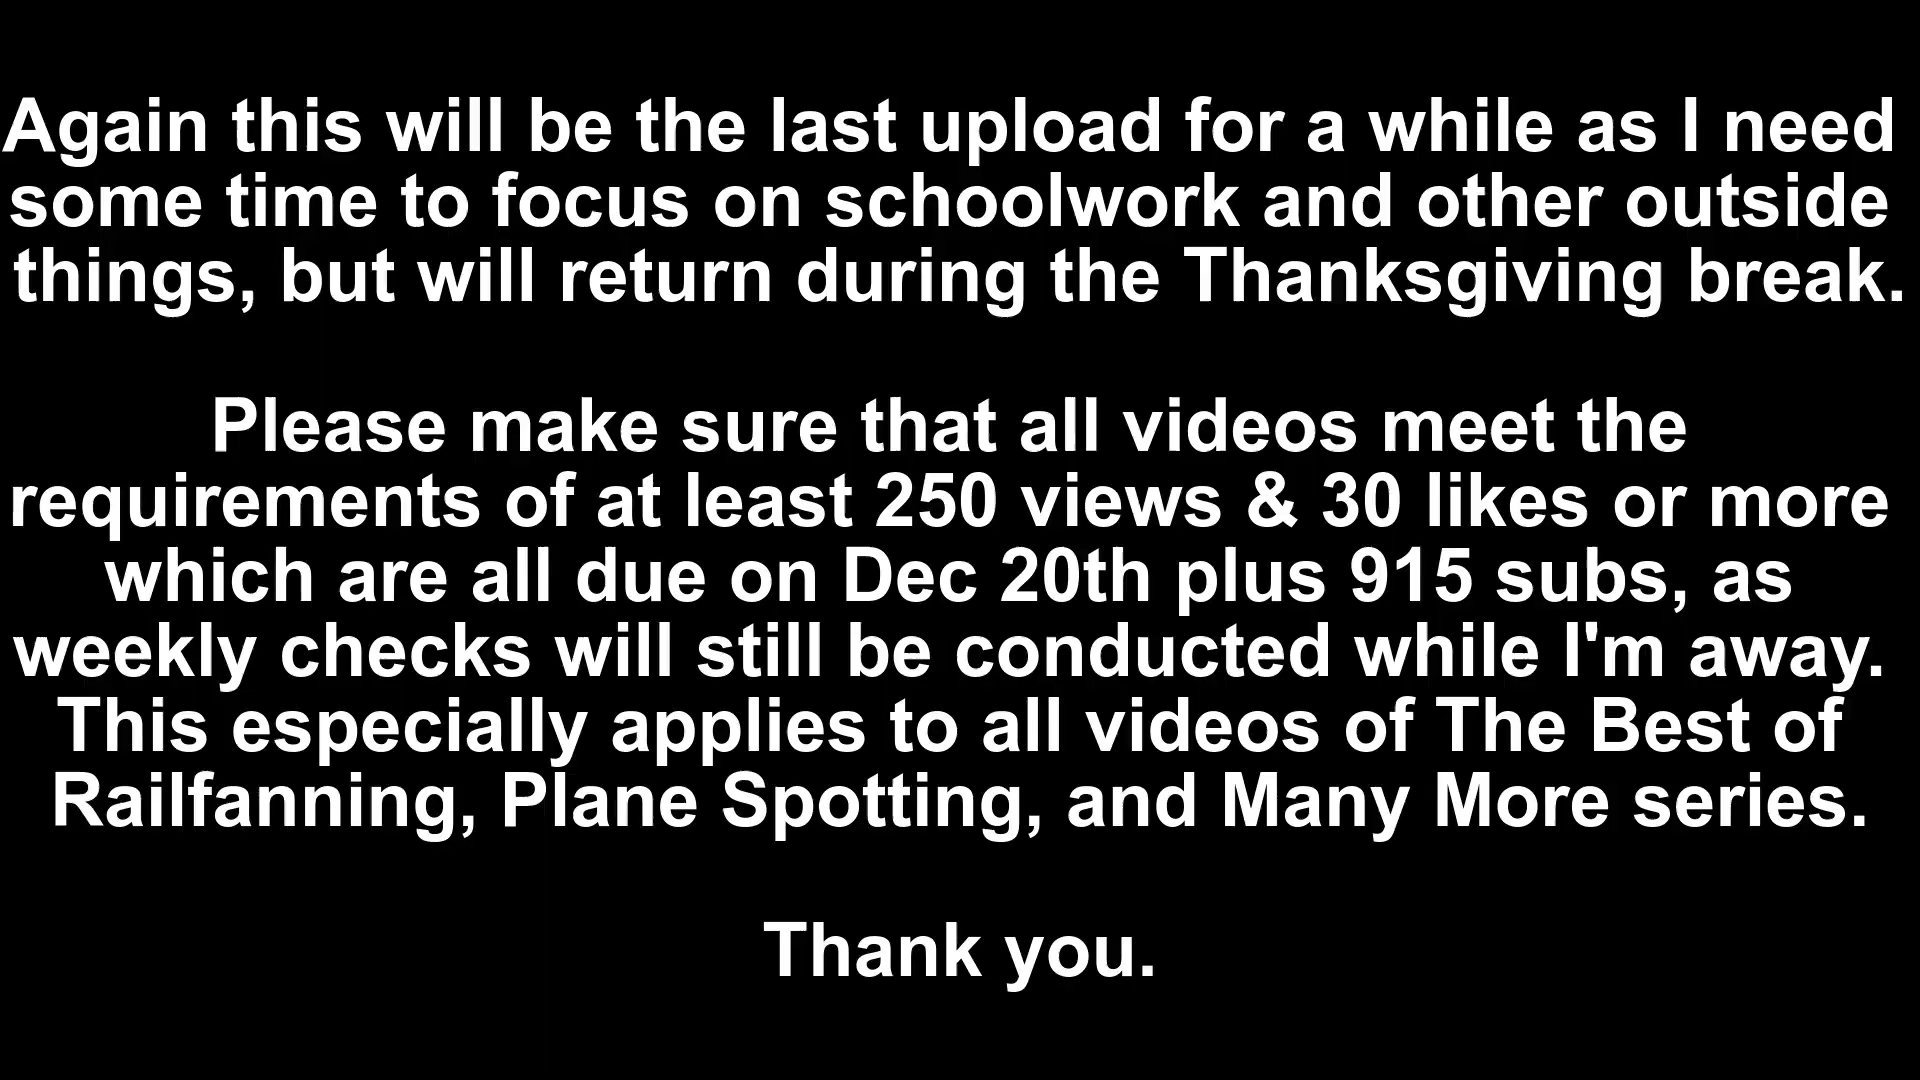 Again this will be the last upload for a while as I need
some time to focus on schoolwork and other outside
things, but will return during the Thanksgiving break.
Please make sure that all videos meet the
requirements of at least 250 views & 30 likes or more
which are all due on Dec 20th plus 915 subs, as
weekly checks will still be conducted while I'm away.
This especially applies to all videos of The Best of
Railfanning, Plane Spotting, and Many More series.
Thank you.